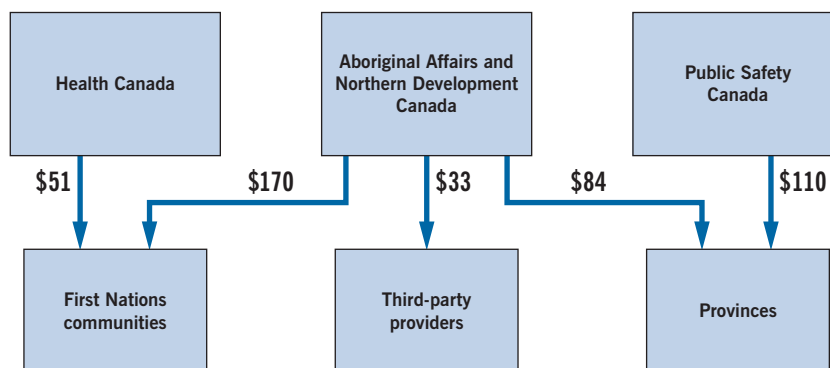 Health Canada
Aboriginal Affairs and
Northern Development
Canada
Public Safety
Canada
$51
$170
$33
$84
$110
First Nations
communities
Third-party
providers
Provinces